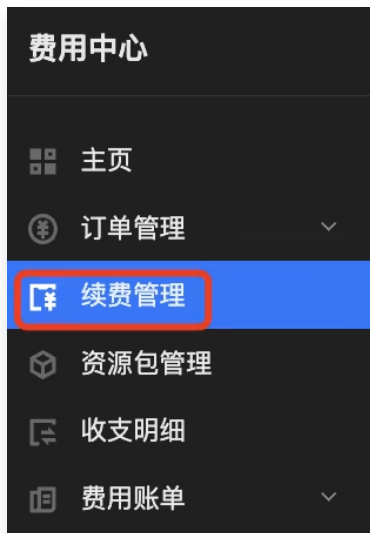 费用中心
主页
订单管理
续费管理
资源包管理
收支明细
费用账单